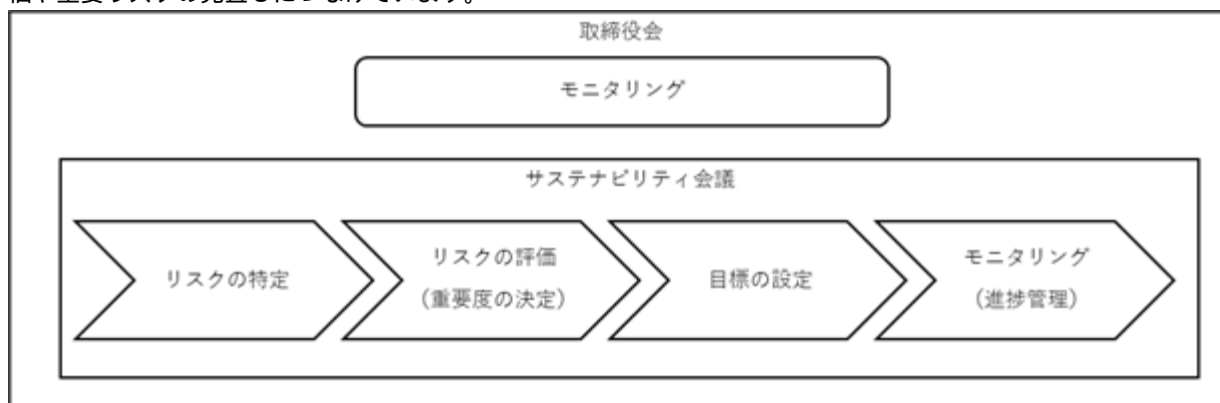 取締役会
モニタリング
サステナビリティ会議
リスクの特定
リスクの評価
(重要度の決定)
目標の設定
モニタリング
(進捗管理)